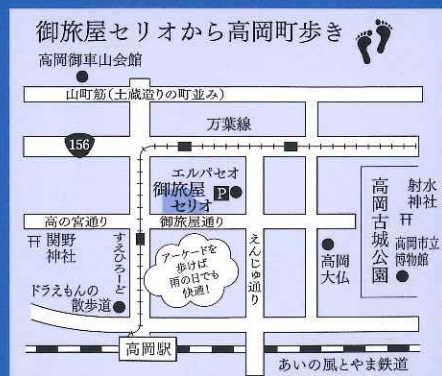 御旅屋セリオから高岡町歩き
高岡御車山会館
山町筋(土蔵造りの町並み)
156
万葉線
エルパセオ
御旅屋
セリオ
P
高の宮通り
御旅屋通り
関野
神社
すえひろーど
アーケードを
歩けば
雨の日でも
快適!
えんじゅ通り
高岡
大仏
高岡古城公園
射水
神社
高岡市立
博物館
ドラえもんの
散歩道
高岡駅
あいの風とやま鉄道